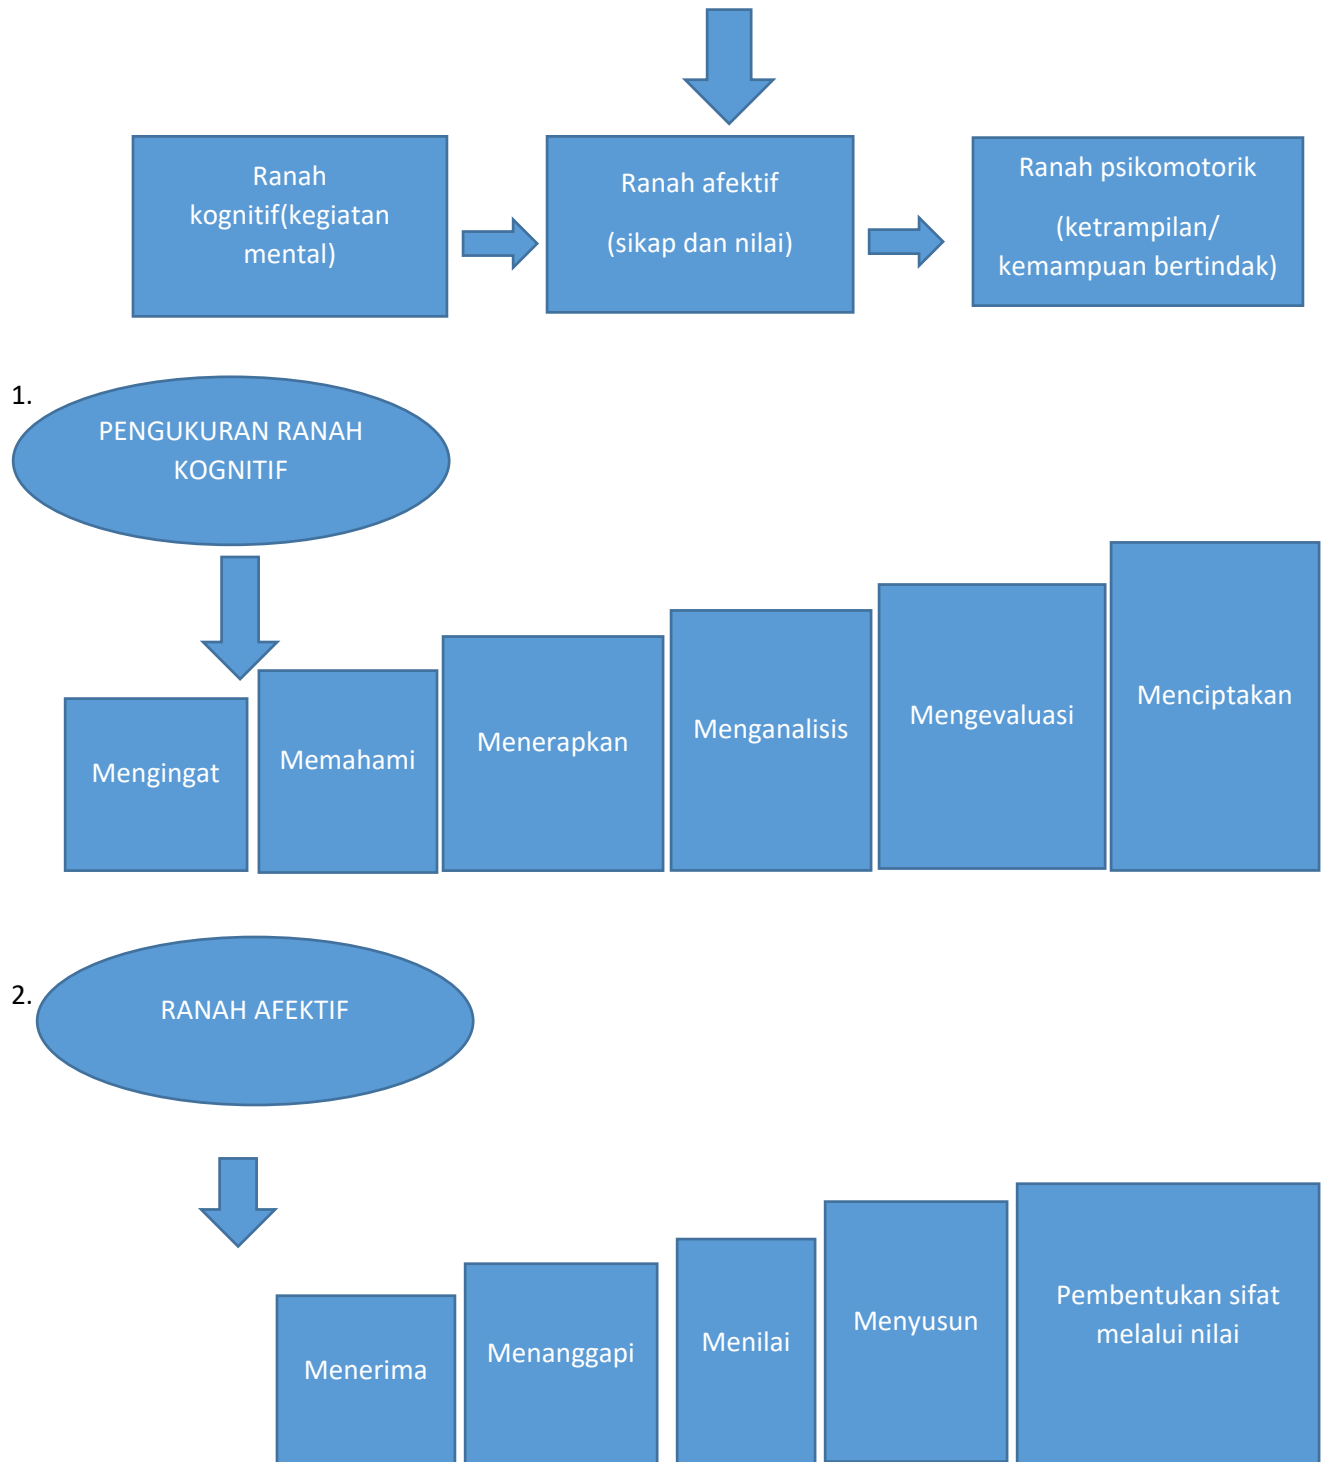 Ranah
kognitif(kegiatan
mental)
Ranah afektif
(sikap dan nilai)
Ranah psikomotorik
(ketrampilan/
kemampuan bertindak)
1.
PENGUKURAN RANAH
KOGNITIF
Mengingat
Memahami
Menerapkan
Menganalisis
Mengevaluasi
Menciptakan
2.
RANAH AFEKTIF
Menerima
Menanggapi
Menilai
Menyusun
Pembentukan sifat
melalui nilai